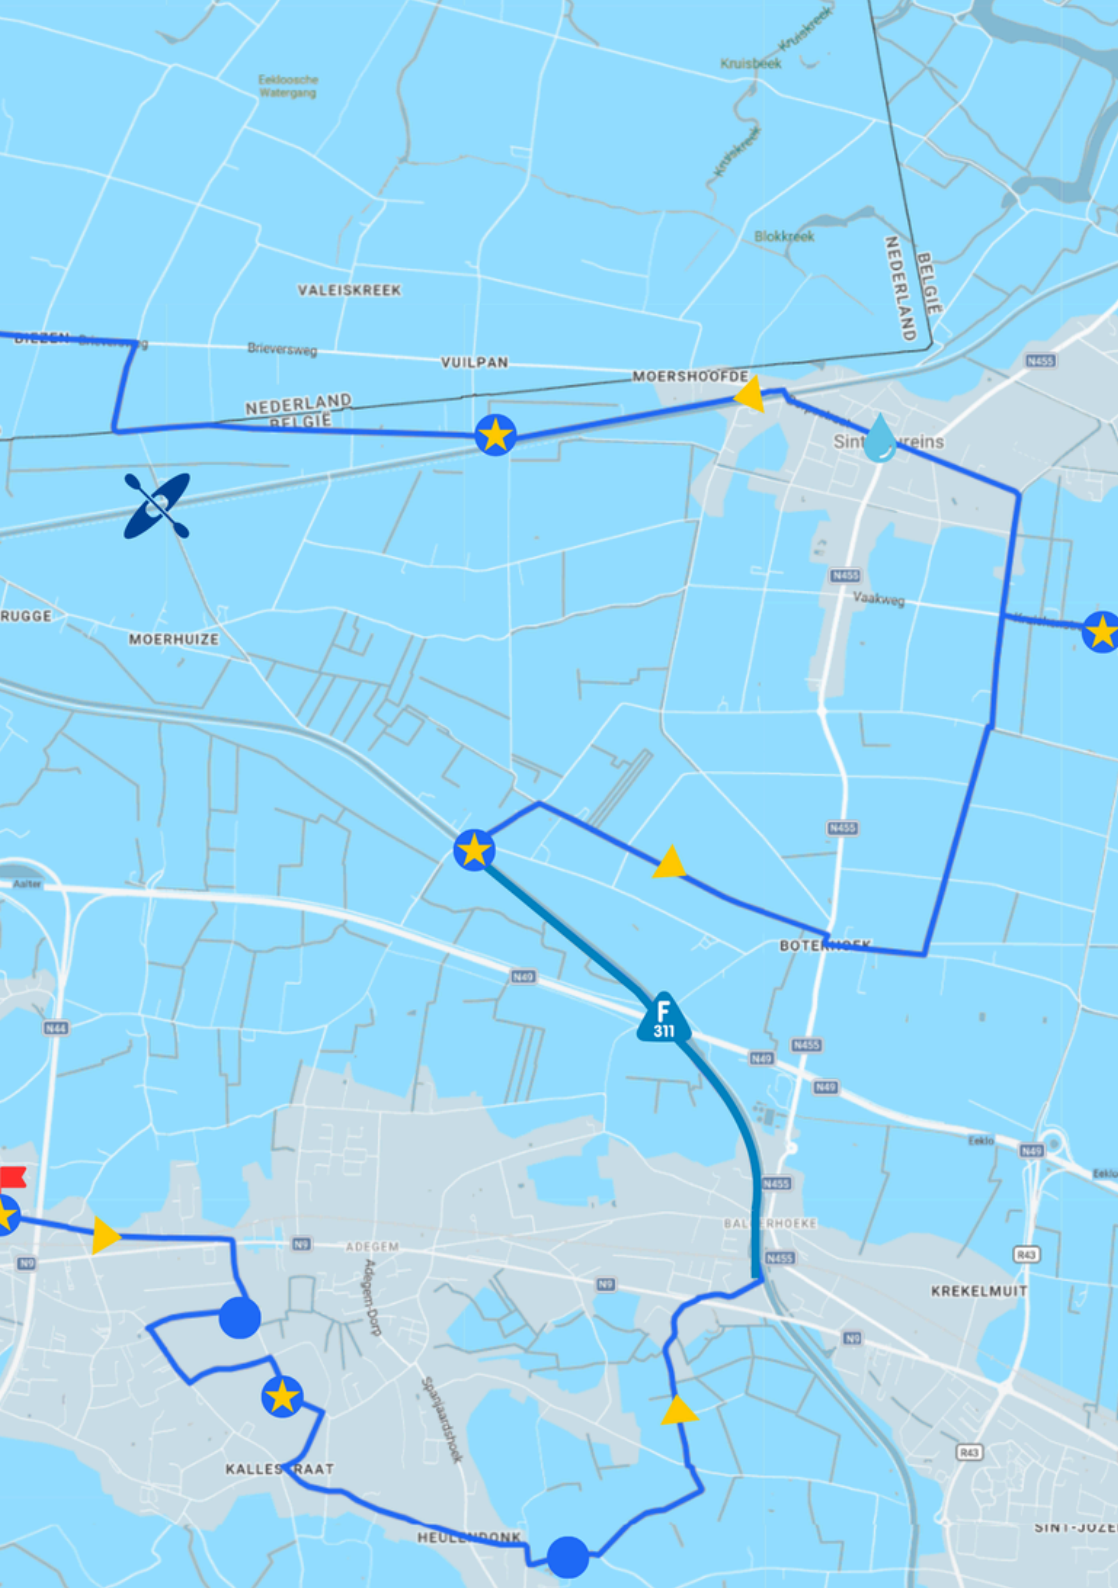 Kruiskreek
Kruisbeek
Eekloosche
Watergang
Kruiskreek
Blokkreek
NEDERLAND
BELGIË
VALEISKREEK
Brieversweg
VUILPAN
N455
MOERSHOOFDE
NEDERLAND
BELGIË
N455
Vaakweg
RUGGE
MOERHUIZE
N455
Aalter
BOTERHOEK
N49
F
311
N44
N455
N49
N49
Eeklo
N49
N455
N9
ADEGEM
N455
R43
N9
N9
KREKELMUIT
Adegem-Dorp
N9
Spanjaardshoek
R43
HEULENDONK